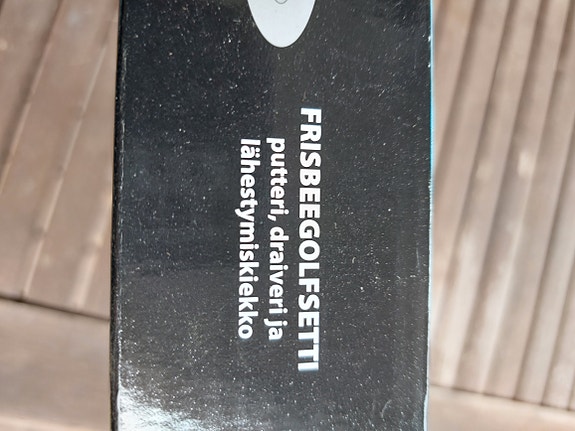 FRISBEEGOLFSETTI
putteri, draiveri ja
lähestymiskiekko